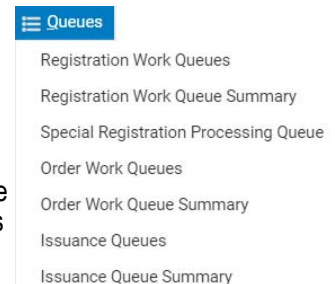 Queues
Registration Work Queues
Registration Work Queue Summary
Special Registration Processing Queue
Order Work Queues
e
Order Work Queue Summary
s
Issuance Queues
Issuance Queue Summary